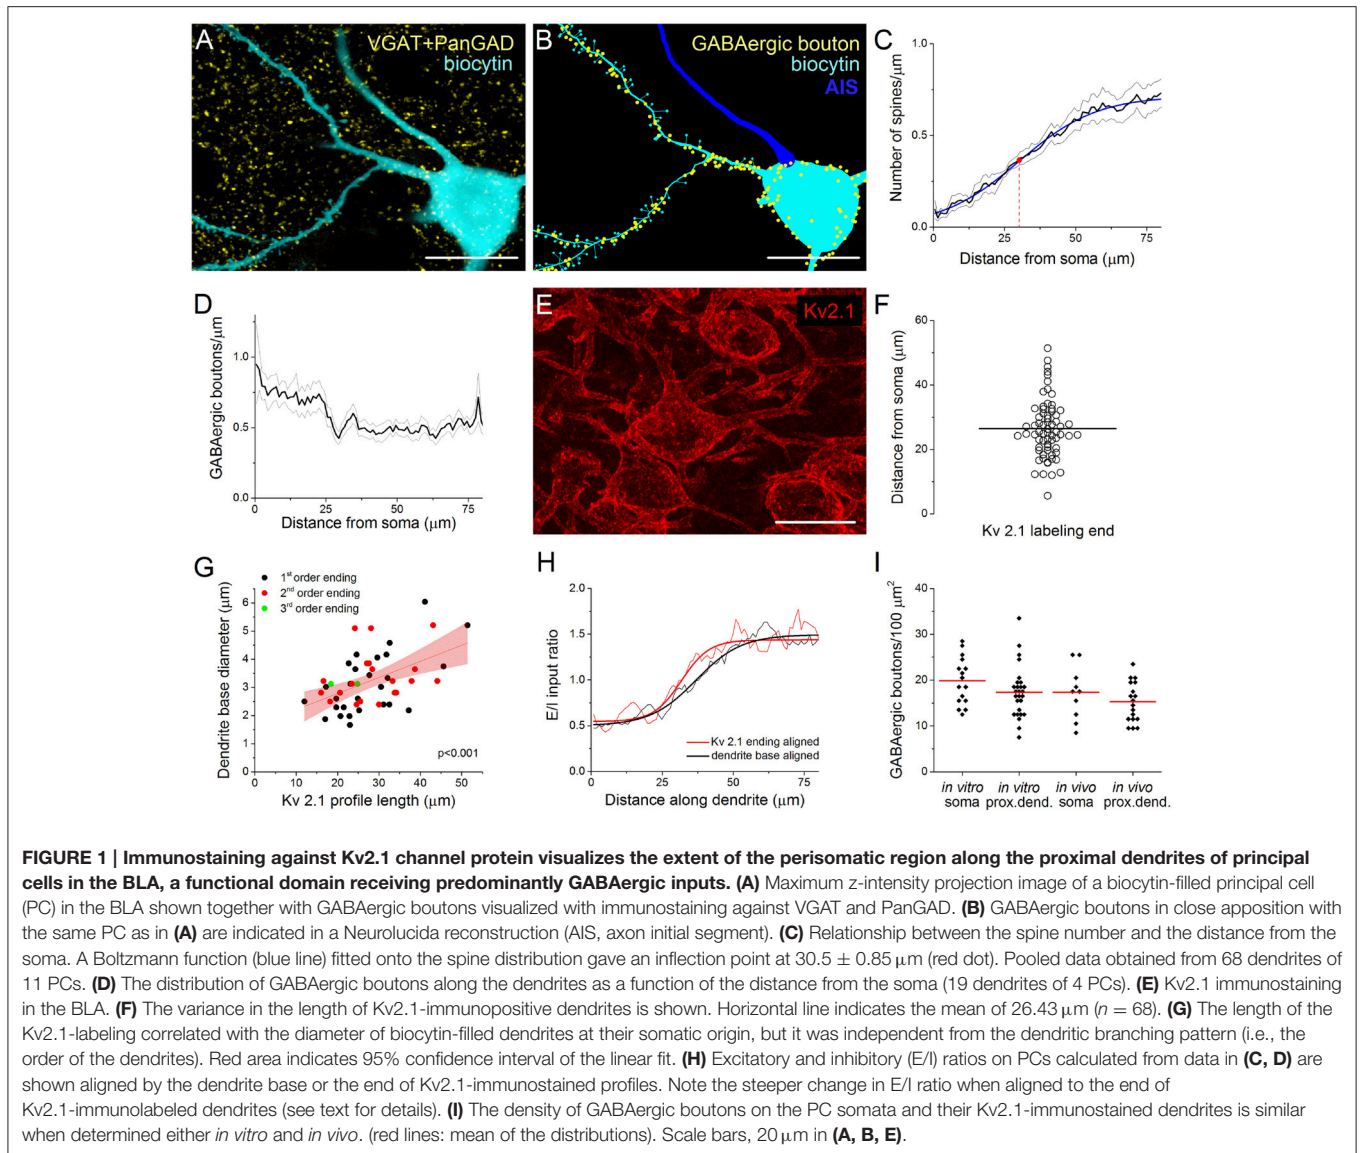 A
VGAT+PanGAD
biocytin
B
GABAergic bouton
biocytin
AIS
C
Number of spines/μm
1.0
0.5
0.0
0
25
50
75
Distance from soma (μm)
D
GABAergic boutons/μm
1.0
0.5
0.0
0
25
50
75
Distance from soma (μm)
E
Kv2.1
F
Distance from soma (μm)
60
40
20
0
Kv 2.1 labeling end
G
Dendrite base diameter (μm)
1st order ending
2nd order ending
3rd order ending
6
5
4
3
2
1
0
0
10
20
30
40
50
p<0.001
Kv 2.1 profile length (μm)
H
E/I input ratio
2.0
1.5
1.0
0.5
0.0
Kv 2.1 ending aligned
dendrite base aligned
0
25
50
75
Distance along dendrite (μm)
I
GABAergic boutons/100 μm²
40
30
20
10
0
in vitro soma
in vitro prox.dend.
in vivo soma
in vivo prox.dend.
FIGURE 1 | Immunostaining against Kv2.1 channel protein visualizes the extent of the perisomatic region along the proximal dendrites of principal
cells in the BLA, a functional domain receiving predominantly GABAergic inputs. (A) Maximum z-intensity projection image of a biocytin-filled principal cell
(PC) in the BLA shown together with GABAergic boutons visualized with immunostaining against VGAT and PanGAD. (B) GABAergic boutons in close apposition with
the same PC as in (A) are indicated in a Neurolucida reconstruction (AIS, axon initial segment). (C) Relationship between the spine number and the distance from the
soma. A Boltzmann function (blue line) fitted onto the spine distribution gave an inflection point at 30.5 ± 0.85 μm (red dot). Pooled data obtained from 68 dendrites of
11 PCs. (D) The distribution of GABAergic boutons along the dendrites as a function of the distance from the soma (19 dendrites of 4 PCs). (E) Kv2.1 immunostaining
in the BLA. (F) The variance in the length of Kv2.1-immunopositive dendrites is shown. Horizontal line indicates the mean of 26.43 μm (n = 68). (G) The length of the
Kv2.1-labeling correlated with the diameter of biocytin-filled dendrites at their somatic origin, but it was independent from the dendritic branching pattern (i.e., the
order of the dendrites). Red area indicates 95% confidence interval of the linear fit. (H) Excitatory and inhibitory (E/I) ratios on PCs calculated from data in (C, D) are
shown aligned by the dendrite base or the end of Kv2.1-immunostained profiles. Note the steeper change in E/I ratio when aligned to the end of
Kv2.1-immunolabeled dendrites (see text for details). (I) The density of GABAergic boutons on the PC somata and their Kv2.1-immunostained dendrites is similar
when determined either in vitro and in vivo. (red lines: mean of the distributions). Scale bars, 20 μm in (A, B, E).